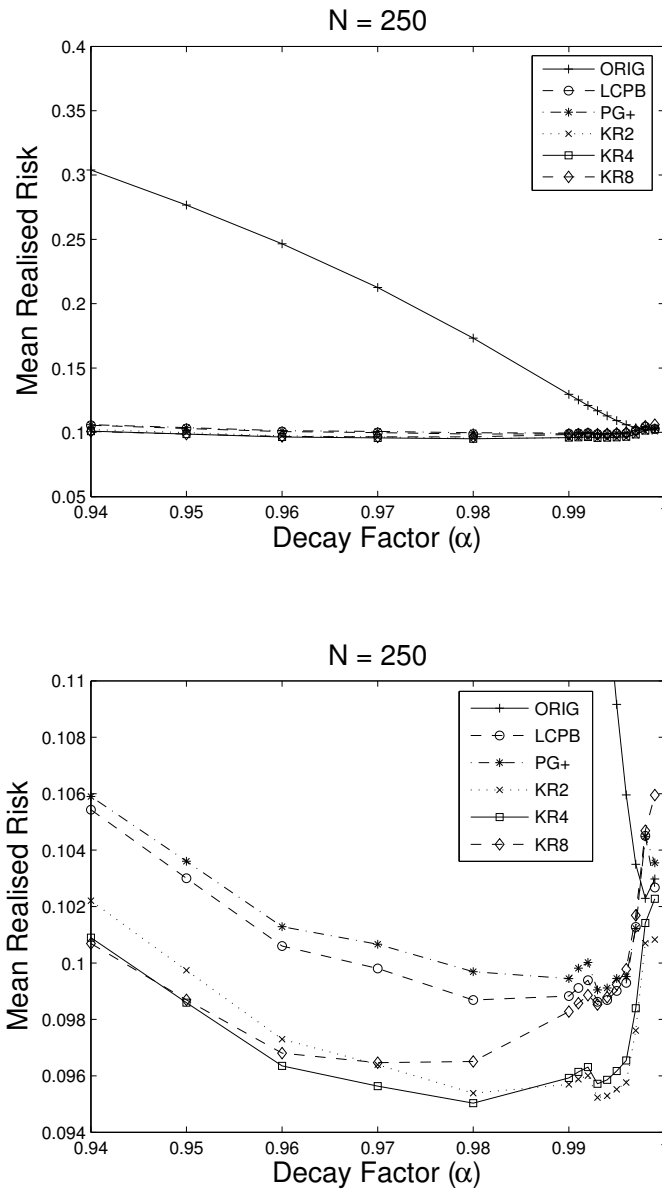 N = 250
0.4
0.35
0.3
0.25
0.2
0.15
0.1
0.05
Mean Realised Risk
0.94
0.95
0.96
0.97
0.98
0.99
Decay Factor (α)
ORIG
LCPB
PG+
KR2
KR4
KR8
N = 250
0.11
0.108
0.106
0.104
0.102
0.1
0.098
0.096
0.094
Mean Realised Risk
0.94
0.95
0.96
0.97
0.98
0.99
Decay Factor (α)
ORIG
LCPB
PG+
KR2
KR4
KR8